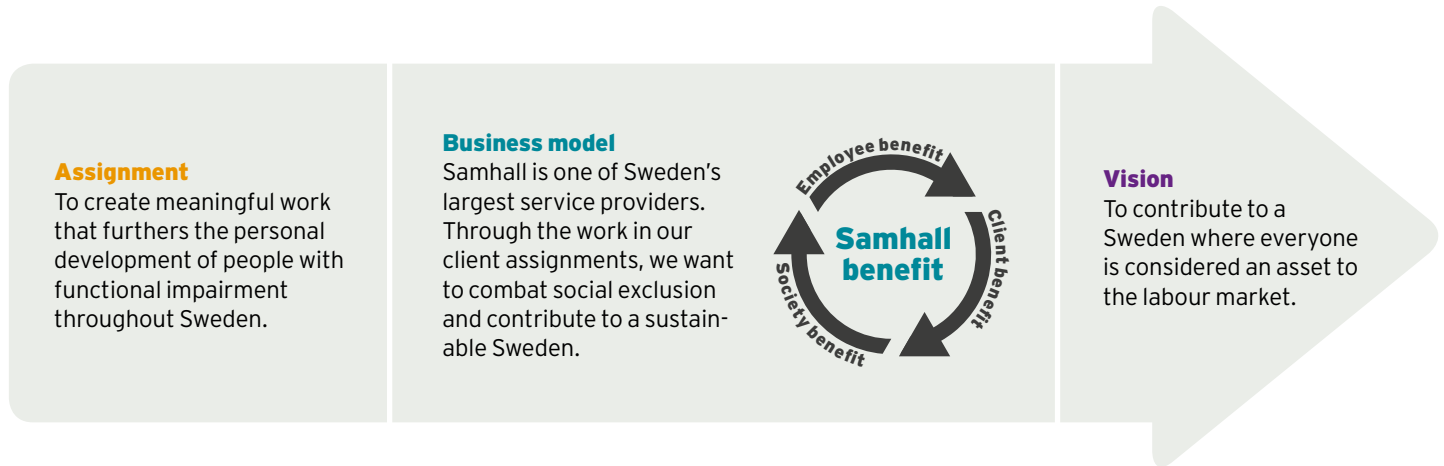 Assignment
To create meaningful work
that furthers the personal
development of people with
functional impairment
throughout Sweden.
Business model
Samhall is one of Sweden's
largest service providers.
Through the work in our
client assignments, we want
to combat social exclusion
and contribute to a sustain-
able Sweden.
Employee benefit
Client benefit
Society benefit
Samhall
benefit
Vision
To contribute to a
Sweden where everyone
is considered an asset to
the labour market.